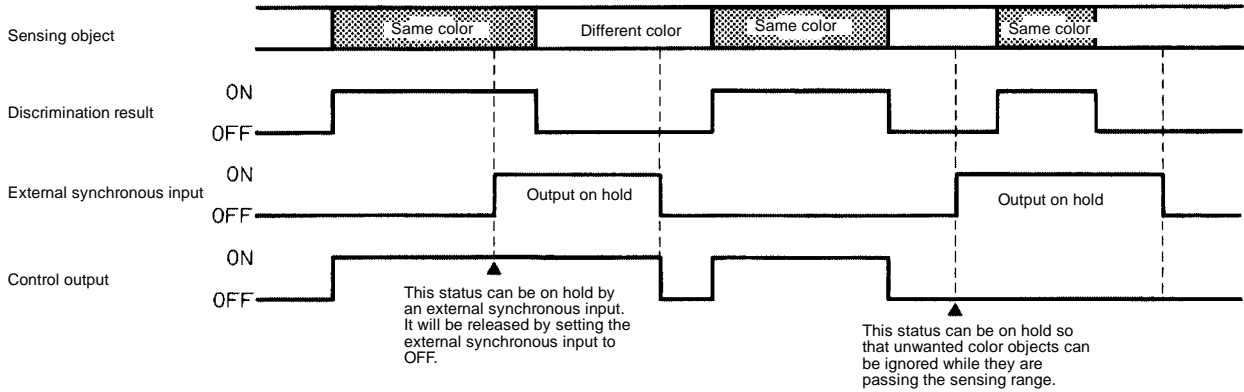 Sensing object
Same color
Different color
Same color
Same color
Discrimination result
ON
OFF
External synchronous input
ON
OFF
Output on hold
Output on hold
Control output
ON
OFF
This status can be on hold by
an external synchronous input.
It will be released by setting the
external synchronous input to
OFF.
This status can be on hold so
that unwanted color objects can
be ignored while they are
passing the sensing range.